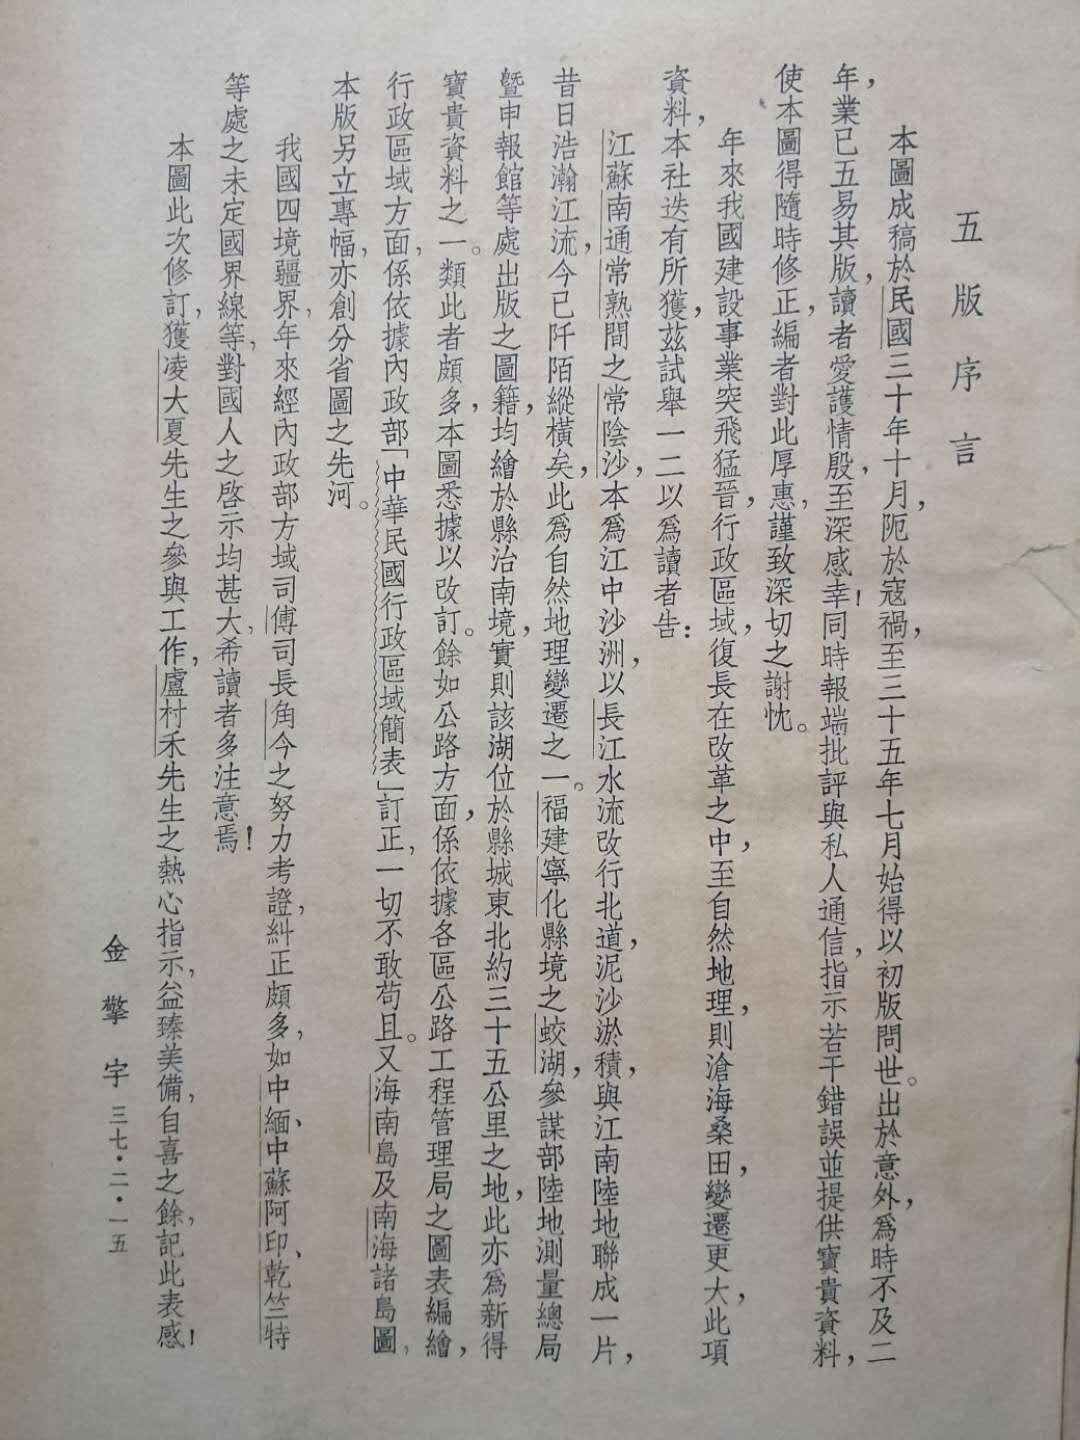 五版序言
本圖成稿於民國三十年十月，阨於寇禍，至三十五年七月始得以初版問世。出於意外，爲時不及二
年，業已五易其版，讀者愛護情殷，至深感幸！同時報端批評與私人通信，指示若干錯誤並提供寶貴資料，
使本圖得隨時修正，編者對此厚惠，謹致深切之謝忱。
年來我國建設事業突飛猛晉，行政區域，復長在改革之中，至自然地理，則滄海桑田，變遷更大，此項
資料，本社迭有所獲，茲試舉一二以爲讀者告：
江蘇南通常熟間之常陰沙，本爲江中沙洲，以長江水流改行北道，泥沙淤積，與江南陸地聯成一片，
昔日浩瀚江流，今已阡陌縱橫矣，此爲自然地理變遷之一。福建寧化縣境之蛟湖，參謀部陸地測量總局
暨申報館等處出版之圖籍，均繪於縣治南境，實則該湖位於縣城東北約三十五公里之地，此亦爲新得
寶貴資料之一。類此者頗多，本圖悉據以改訂。餘如公路方面，係依據各區公路工程管理局之圖表編繪，
行政區域方面，係依據內政部「中華民國行政區域簡表」訂正，一切不敢苟且。又海南島及南海諸島圖，
本版另立專幅，亦創分省圖之先河。
我國四境疆界，年來經內政部方域司傅司長角今之努力考證，糾正頗多，如中緬、中蘇阿印、乾竺特
等處之未定國界線等，對國人之啓示均甚大，希讀者多注意焉！
本圖此次修訂，獲凌大夏先生之參與工作，盧村禾先生之熱心指示，益臻美備，自喜之餘，記此表感！
金擎宇 三七・二・一五